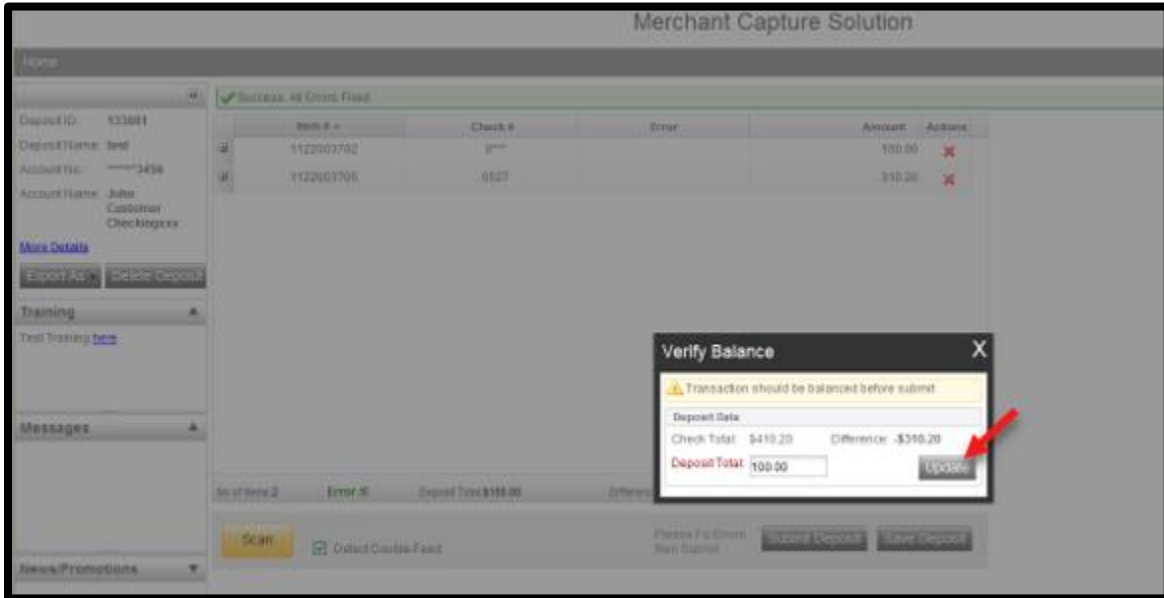 Merchant Capture Solution
Home
Success. All Errors Fixed
Deposit ID: 133881
Deposit Name: test
Account No: ******3456
Account Name: John Customer Checkingxxx
More Details
Export As Delete Deposit
Training
Test Training here
Messages
News/Promotions
Item # Check # Error Amount Actions
1122003702 0*** 100.00
0527 310.20
No of Items 2 Error :0 Deposit Total $100.00
Scan Detect Double Feed Please Fix Errors Then Submit Submit Deposit Save Deposit
Verify Balance X
Transaction should be balanced before submit
Deposit Data
Check Total: $410.20 Difference: -$310.20
Deposit Total: 100.00 Update